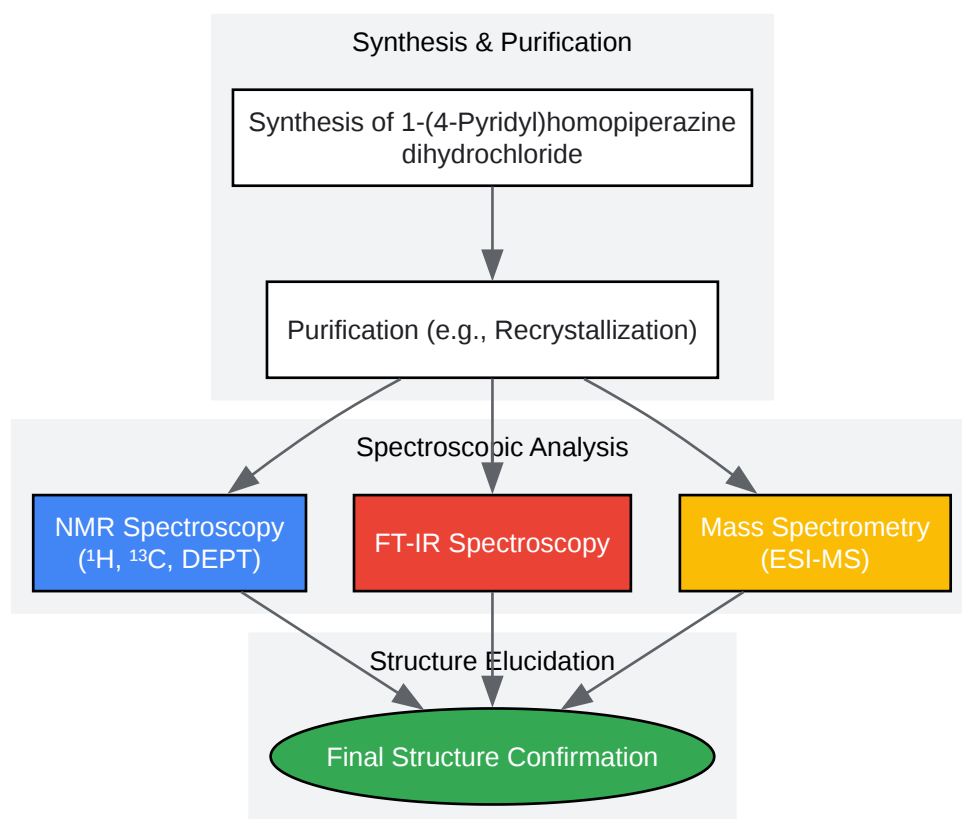 Synthesis & Purification
Synthesis of 1-(4-Pyridyl)homopiperazine
dihydrochloride
Purification (e.g., Recrystallization)
Spectroscopic Analysis
NMR Spectroscopy
(¹H, ¹³C, DEPT)
FT-IR Spectroscopy
Mass Spectrometry
(ESI-MS)
Structure Elucidation
Final Structure Confirmation